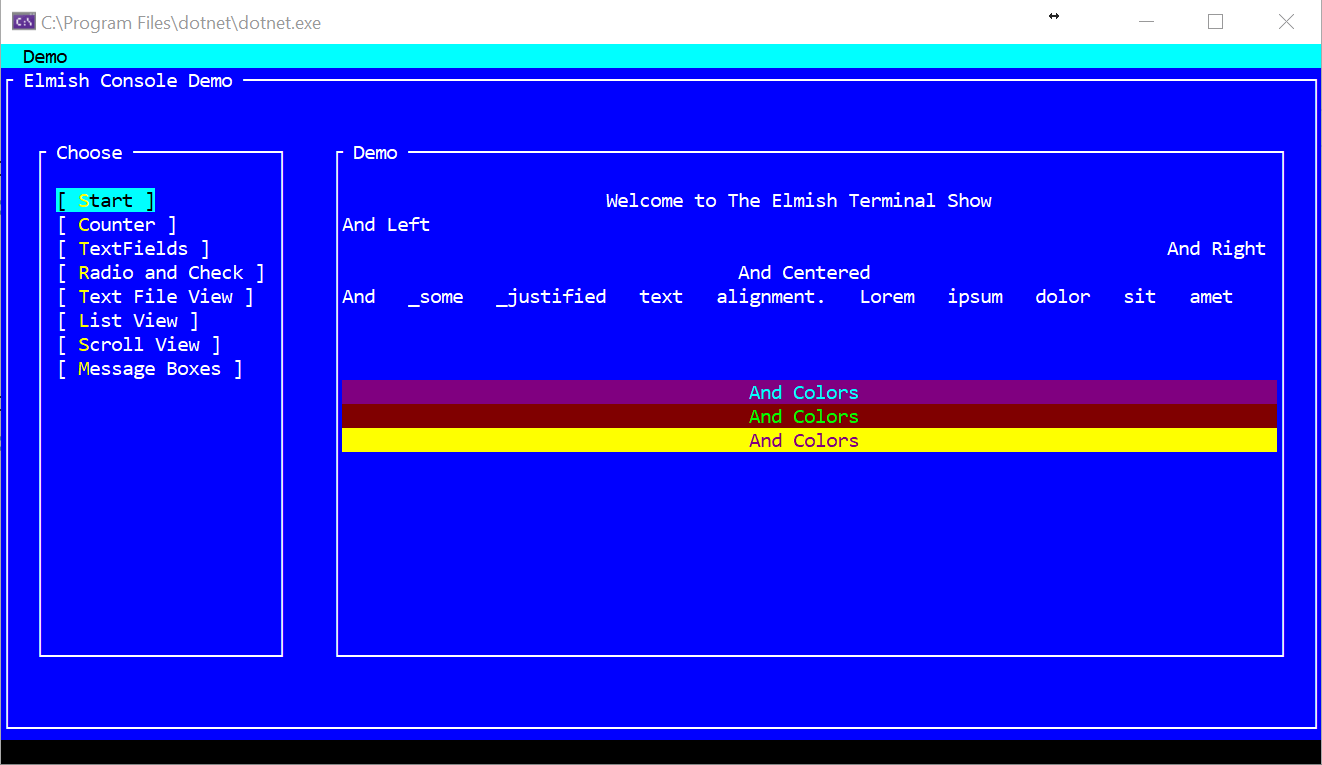 C:\Program Files\dotnet\dotnet.exe
Demo
Elmish Console Demo
Choose
[ Start ]
[ Counter ]
[ TextFields ]
[ Radio and Check ]
[ Text File View ]
[ List View ]
[ Scroll View ]
[ Message Boxes ]
Demo
Welcome to The Elmish Terminal Show
And Left
And Right
And Centered
And _some _justified text alignment. Lorem ipsum dolor sit amet
And Colors
And Colors
And Colors